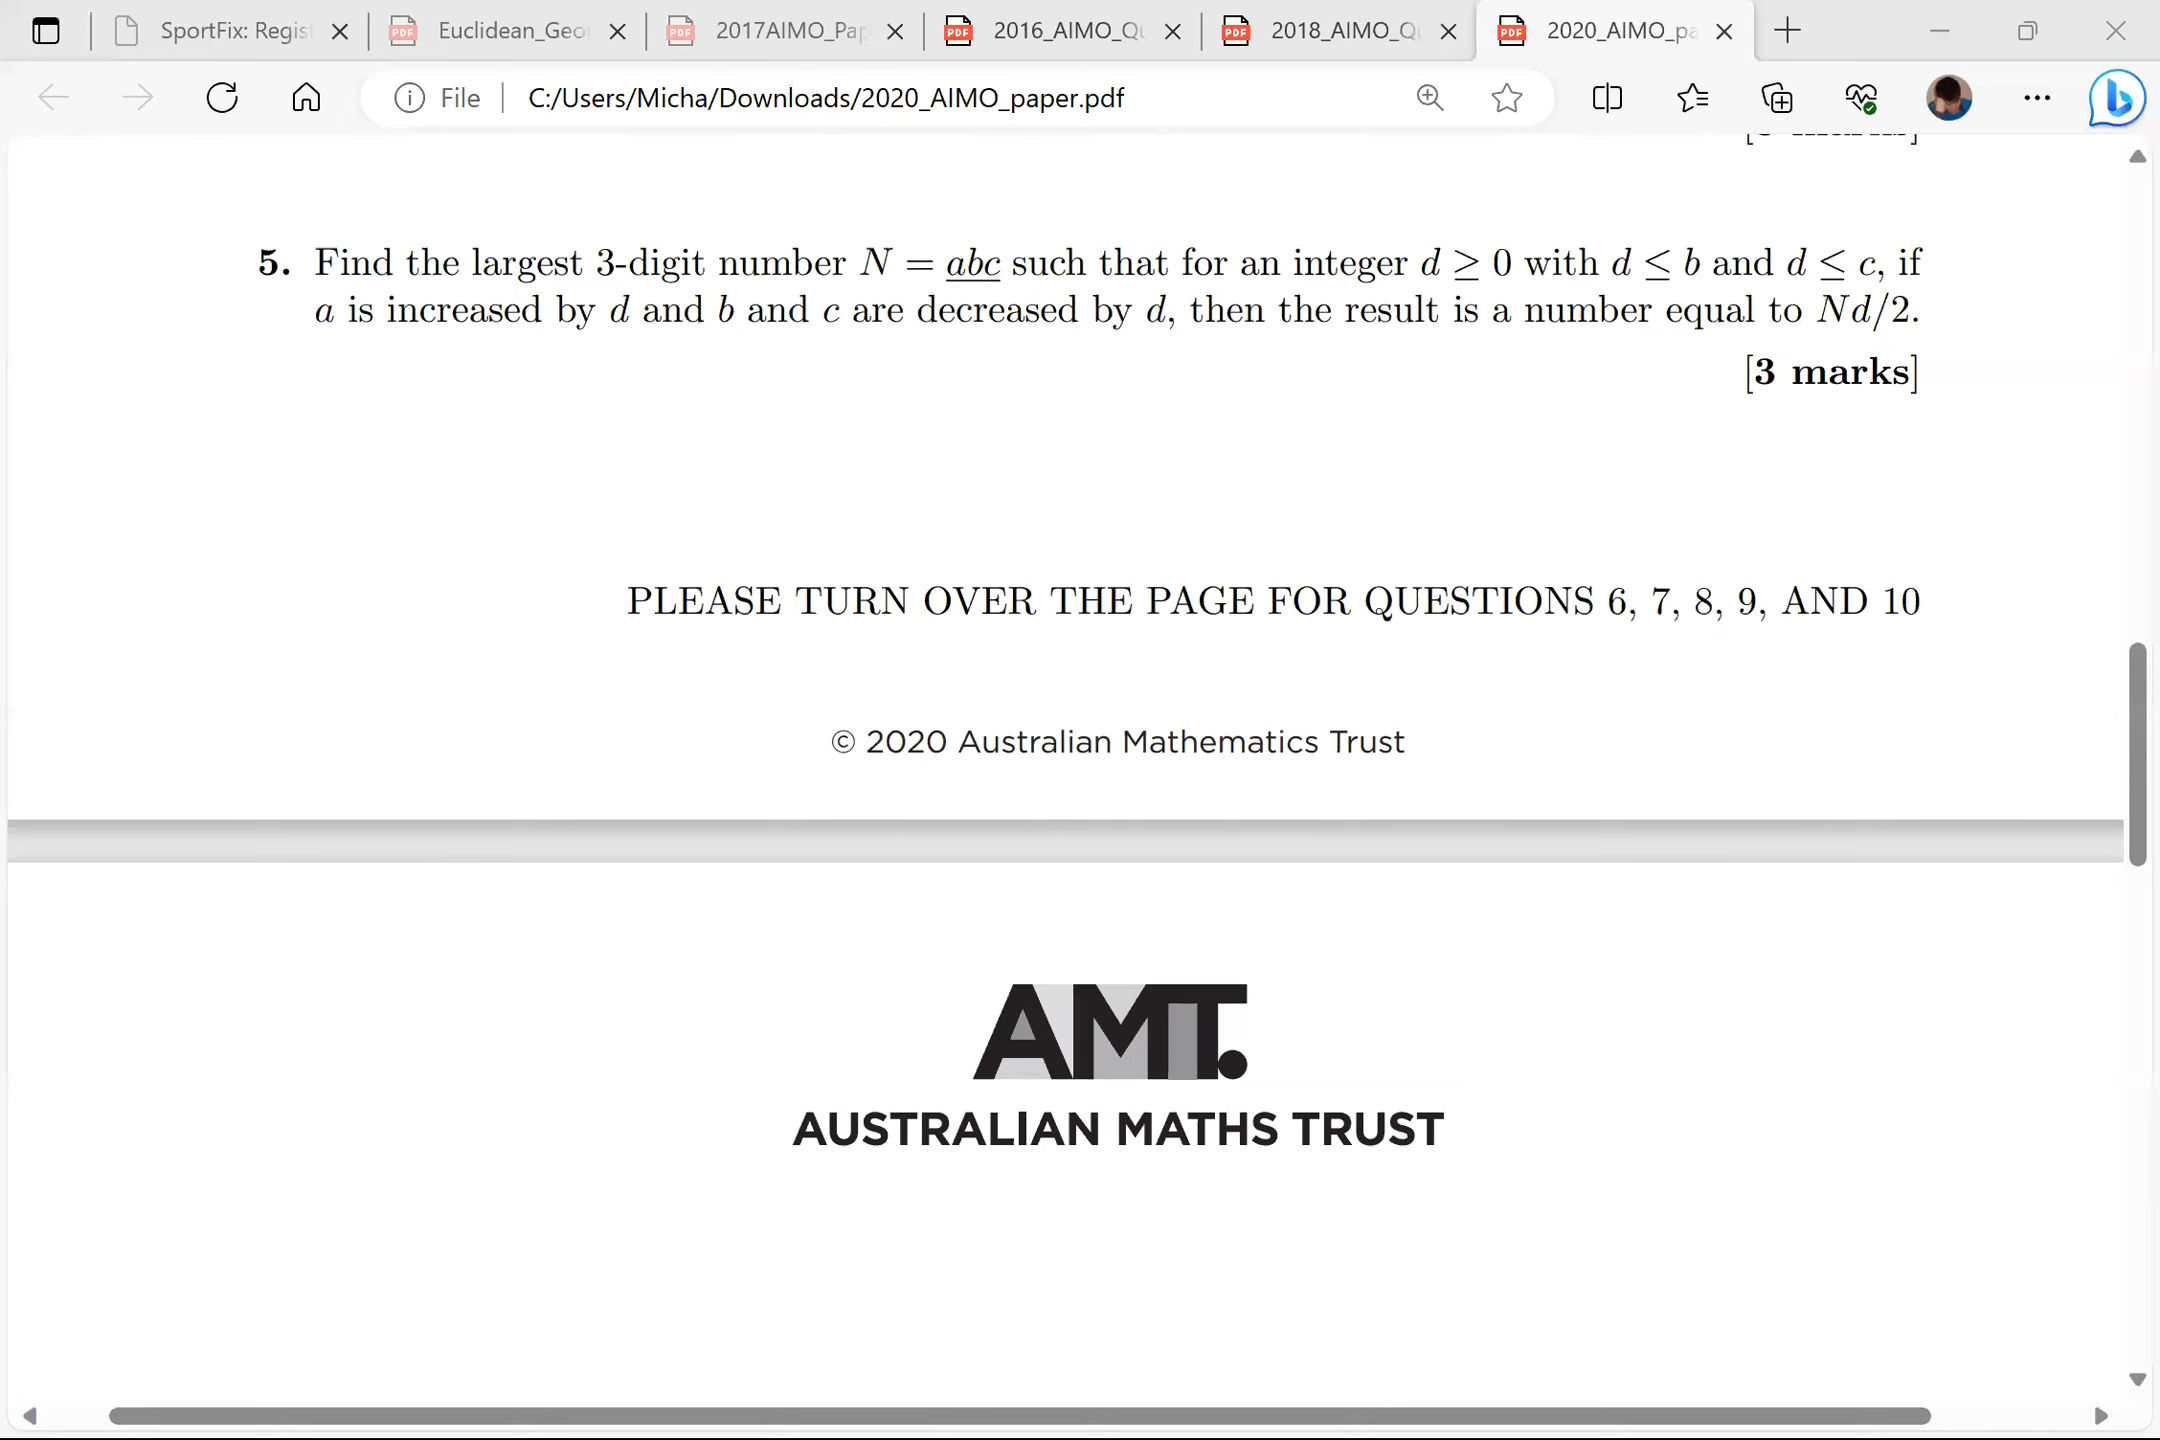 SportFix: Regis
Euclidean_Geo
2017AIMO_Pap
2016_AIMO_Qu
2018_AIMO_Qu
2020_AIMO_pa
File
C:/Users/Micha/Downloads/2020_AIMO_paper.pdf
5. Find the largest 3-digit number N = abc such that for an integer d ≥ 0 with d ≤ b and d ≤ c, if
a is increased by d and b and c are decreased by d, then the result is a number equal to Nd/2.
[3 marks]
PLEASE TURN OVER THE PAGE FOR QUESTIONS 6, 7, 8, 9, AND 10
© 2020 Australian Mathematics Trust
AMT.
AUSTRALIAN MATHS TRUST